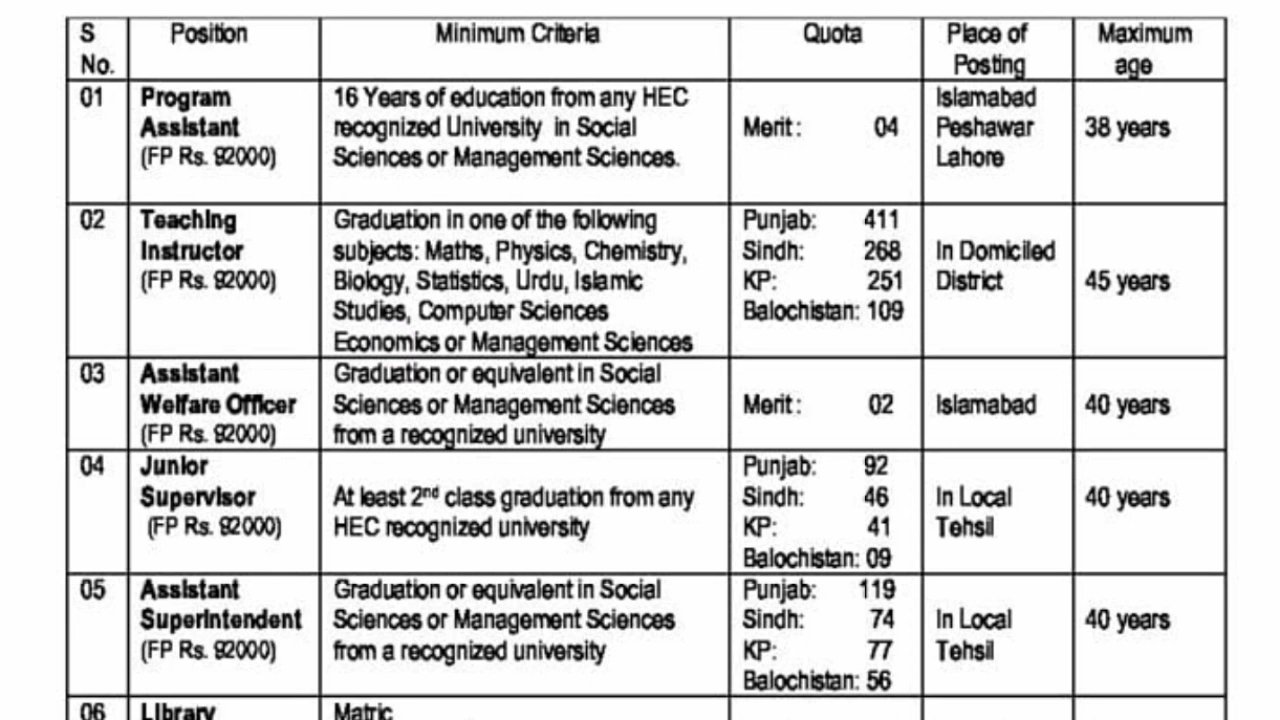 S No. Position Minimum Criteria Quota Place of Posting Maximum age
01 Program Assistant (FP Rs. 92000)
16 Years of education from any HEC
recognized University in Social
Sciences or Management Sciences.
Merit: 04
Islamabad
Peshawar
Lahore
38 years
02 Teaching Instructor (FP Rs. 92000)
Graduation in one of the following
subjects: Maths, Physics, Chemistry,
Biology, Statistics, Urdu, Islamic
Studies, Computer Sciences
Economics or Management Sciences
Punjab: 411
Sindh: 268
KP: 251
Balochistan: 109
In Domiciled
District
45 years
03 Assistant Welfare Officer (FP Rs. 92000)
Graduation or equivalent in Social
Sciences or Management Sciences
from a recognized university
Merit: 02
Islamabad
40 years
04 Junior Supervisor (FP Rs. 92000)
At least 2nd class graduation from any
HEC recognized university
Punjab: 92
Sindh: 46
KP: 41
Balochistan: 09
In Local
Tehsil
40 years
05 Assistant Superintendent (FP Rs. 92000)
Graduation or equivalent in Social
Sciences or Management Sciences
from a recognized university
Punjab: 119
Sindh: 74
KP: 77
Balochistan: 56
In Local
Tehsil
40 years
06 Library
Matric